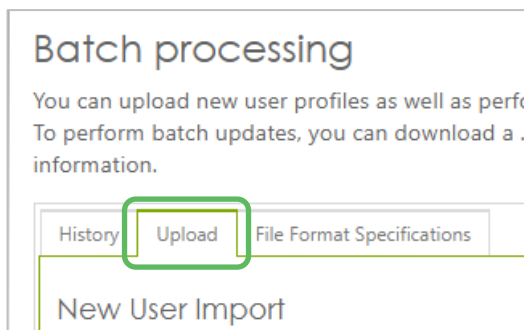 Batch processing
You can upload new user profiles as well as
To perform batch updates, you can download a .
information.
History Upload File Format Specifications
New User Import